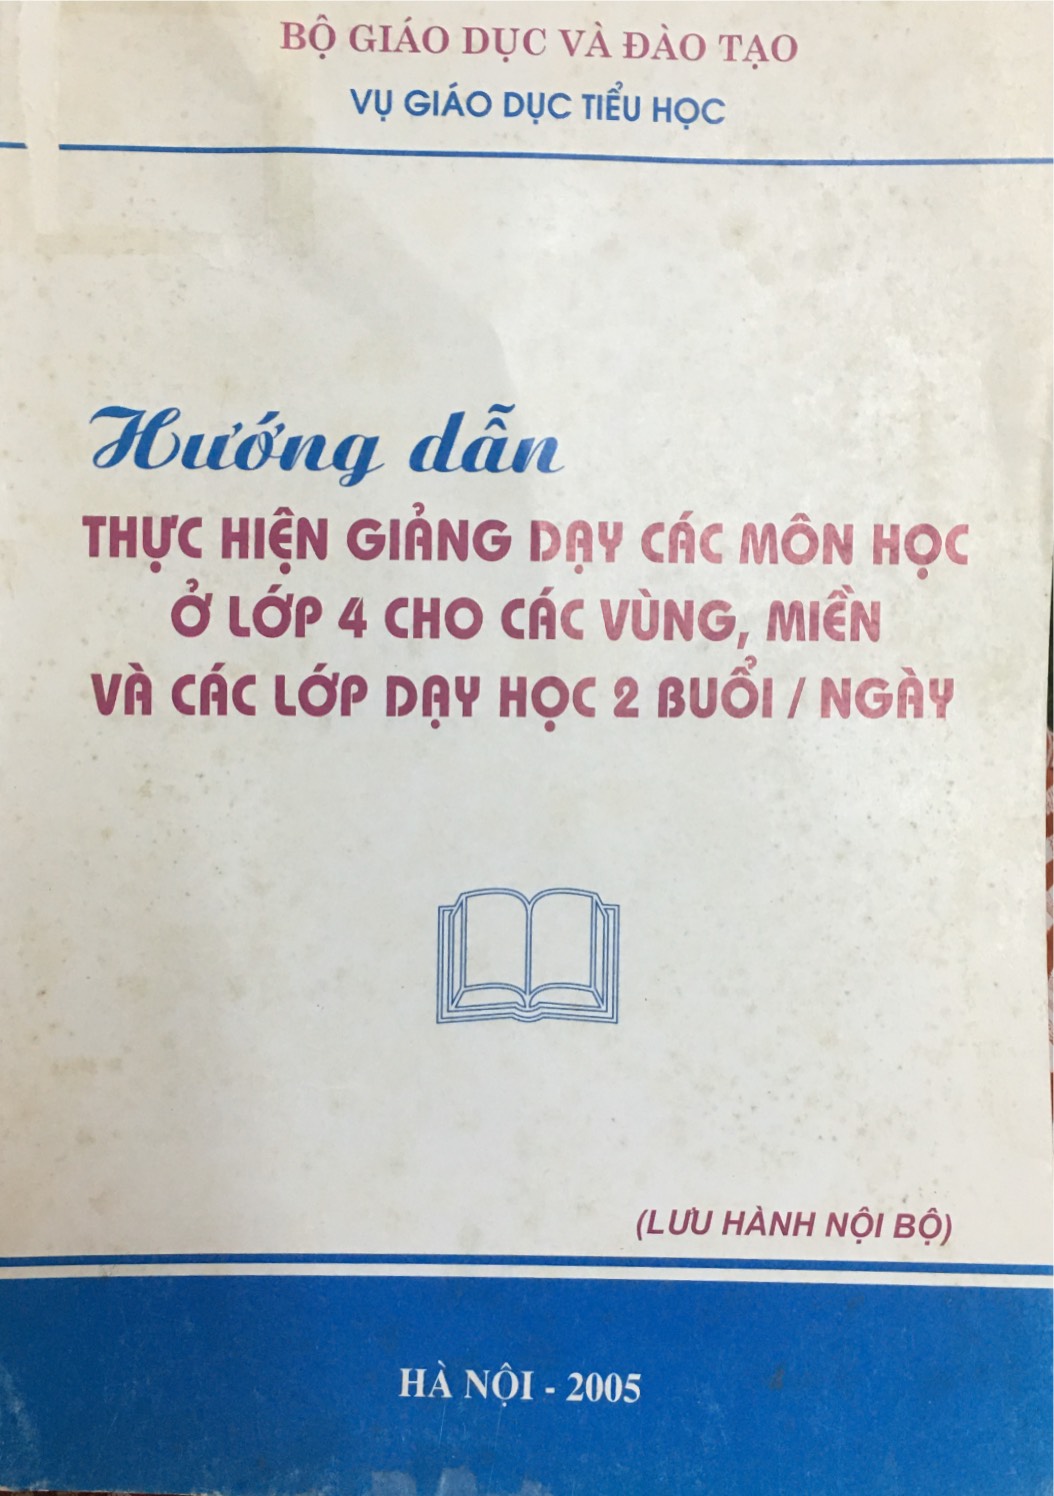 BỘ GIÁO DỤC VÀ ĐÀO TẠO
VỤ GIÁO DỤC TIỂU HỌC
Hướng dẫn
THỰC HIỆN GIẢNG DẠY CÁC MÔN HỌC
Ở LỚP 4 CHO CÁC VÙNG, MIỀN
VÀ CÁC LỚP DẠY HỌC 2 BUỔI / NGÀY
(LƯU HÀNH NỘI BỘ)
HÀ NỘI - 2005